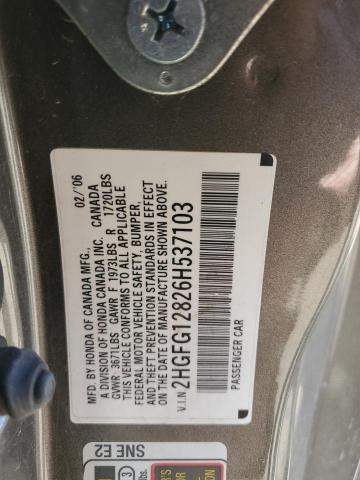 MFD. BY HONDA OF CANADA MFG. 02/'06
A DIVISION OF HONDA CANADA INC. CANADA
GVWR 3671LBS GAWR F 1973LBS R 1720LBS
THIS VEHICLE CONFORMS TO ALL APPLICABLE
FEDERAL MOTOR VEHICLE SAFETY, BUMPER,
AND THEFT PREVENTION STANDARDS IN EFFECT
ON THE DATE OF MANUFACTURE SHOWN ABOVE.
V.I.N. 2HGFG12826H537103
PASSENGER CAR
SNE E2
3
lbs.